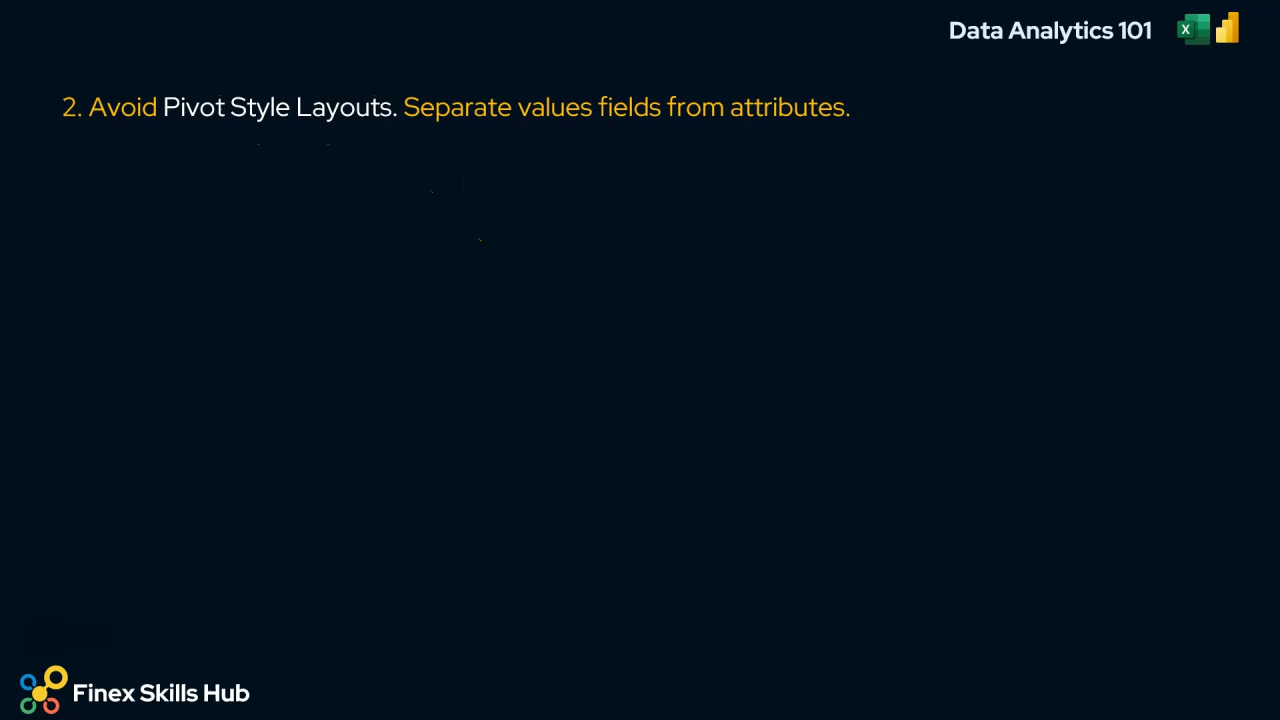 Data Analytics 101
X
2. Avoid Pivot Style Layouts. Separate values fields from attributes.
Finex Skills Hub